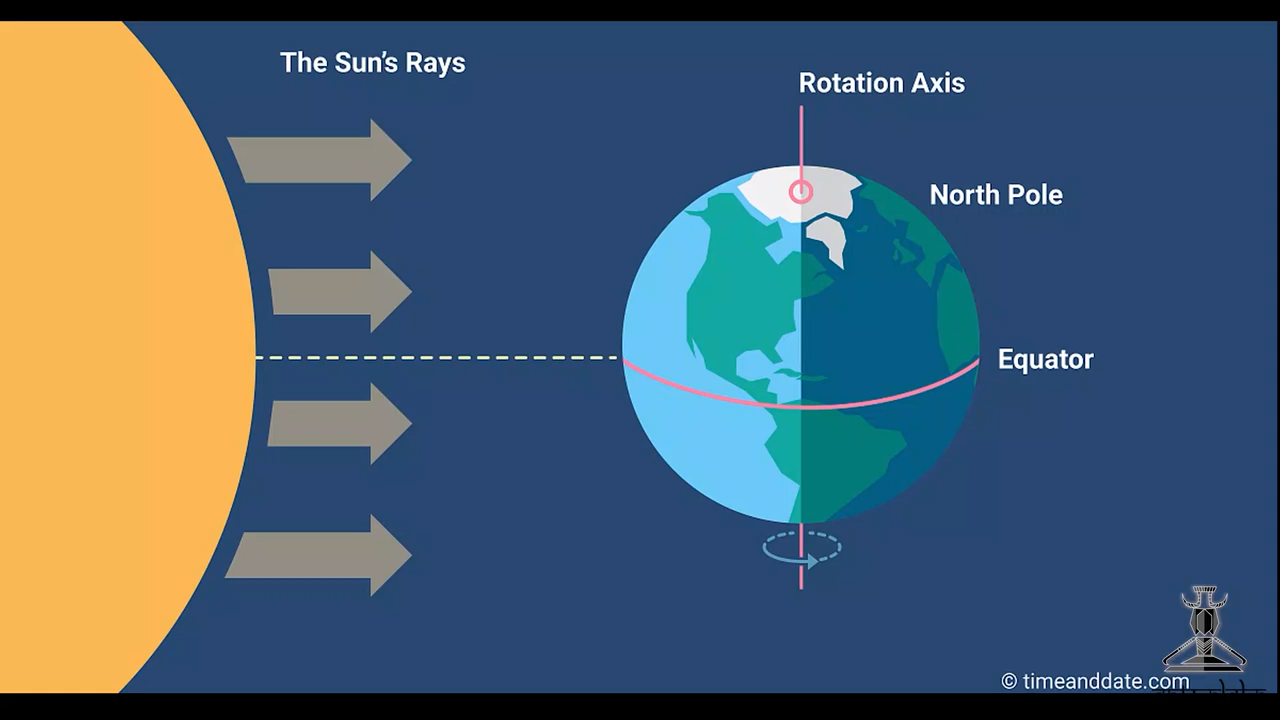 The Sun's Rays
Rotation Axis
North Pole
Equator
© timeanddate.com